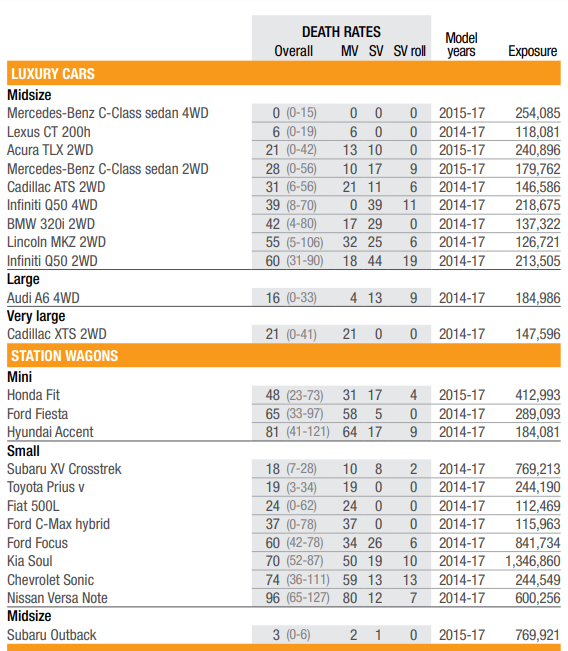 DEATH RATES
Model
Overall MV SV SV roll years Exposure
LUXURY CARS
Midsize
Mercedes-Benz C-Class sedan 4WD 0 (0-15) 0 0 0 2015-17 254,085
Lexus CT 200h 6 (0-19) 6 0 0 2014-17 118,081
Acura TLX 2WD 21 (0-42) 13 10 0 2015-17 240,896
Mercedes-Benz C-Class sedan 2WD 28 (0-56) 10 17 9 2015-17 179,762
Cadillac ATS 2WD 31 (6-56) 21 11 6 2014-17 146,586
Infiniti Q50 4WD 39 (8-70) 0 39 11 2014-17 218,675
BMW 320i 2WD 42 (4-80) 17 29 0 2014-17 137,322
Lincoln MKZ 2WD 55 (5-106) 32 25 6 2014-17 126,721
Infiniti Q50 2WD 60 (31-90) 18 44 19 2014-17 213,505
Large
Audi A6 4WD 16 (0-33) 4 13 9 2014-17 184,986
Very large
Cadillac XTS 2WD 21 (0-41) 21 0 0 2014-17 147,596
STATION WAGONS
Mini
Honda Fit 48 (23-73) 31 17 4 2015-17 412,993
Ford Fiesta 65 (33-97) 58 5 0 2014-17 289,093
Hyundai Accent 81 (41-121) 64 17 9 2014-17 184,081
Small
Subaru XV Crosstrek 18 (7-28) 10 8 2 2014-17 769,213
Toyota Prius v 19 (3-34) 19 0 0 2014-17 244,190
Fiat 500L 24 (0-62) 24 0 0 2014-17 112,469
Ford C-Max hybrid 37 (0-78) 37 0 0 2014-17 115,963
Ford Focus 60 (42-78) 34 26 6 2014-17 841,734
Kia Soul 70 (52-87) 50 19 10 2014-17 1,346,860
Chevrolet Sonic 74 (36-111) 59 13 13 2014-17 244,549
Nissan Versa Note 96 (65-127) 80 12 7 2014-17 600,256
Midsize
Subaru Outback 3 (0-6) 2 1 0 2015-17 769,921